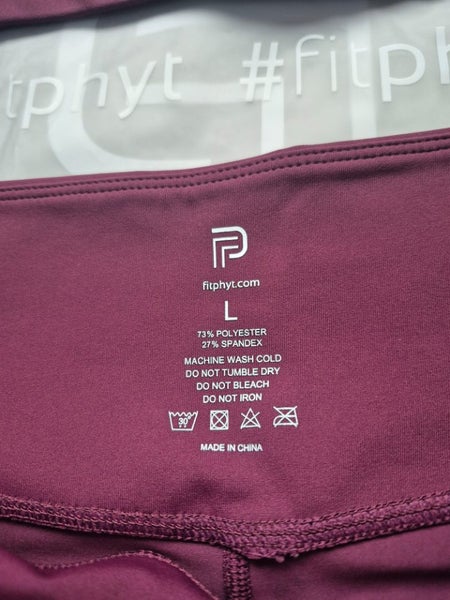 tphyt #fitph
fitphyt.com
L
73% POLYESTER
27% SPANDEX
MACHINE WASH COLD
DO NOT TUMBLE DRY
DO NOT BLEACH
DO NOT IRON
30°
MADE IN CHINA